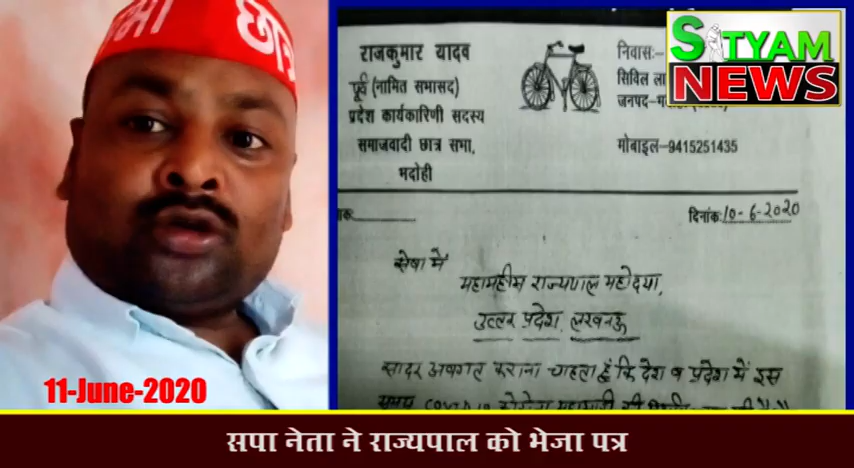 छात्र
राजकुमार यादव
पूर्व (नामित सभासद)
प्रदेश कार्यकारिणी सदस्य
समाजवादी छात्र सभा,
भदोही
निवास:-
सिविल ला
जनपद-
मोबाइल-9415251435
SATYAM
NEWS
दिनांक:10-6-2020
सेवा में
महामहीम राज्यपाल महोदया,
उत्तर प्रदेश, लखनऊ
सादर अवगत कराना चाहता हूँ कि देश व प्रदेश में इस
समय
11-June-2020
सपा नेता ने राज्यपाल को भेजा पत्र